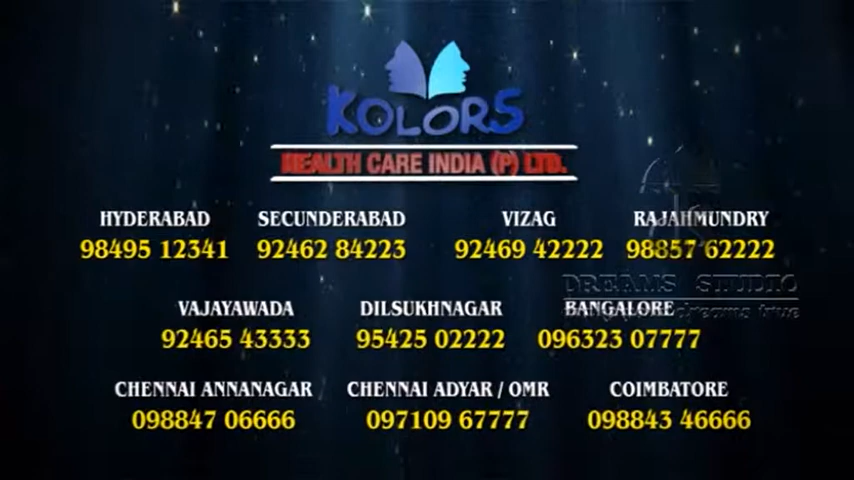 KOLORS
HEALTH CARE INDIA (P) LTD.
HYDERABAD SECUNDERABAD VIZAG RAJAHMUNDRY
98495 12341 92462 84223 92469 42222 98857 62222
DREAMS STUDIO
VAJAYAWADA DILSUKHNAGAR BANGALORE
dreams true
92465 43333 95425 02222 096323 07777
CHENNAI ANNANAGAR CHENNAI ADYAR / OMR COIMBATORE
098847 06666 097109 67777 098843 46666